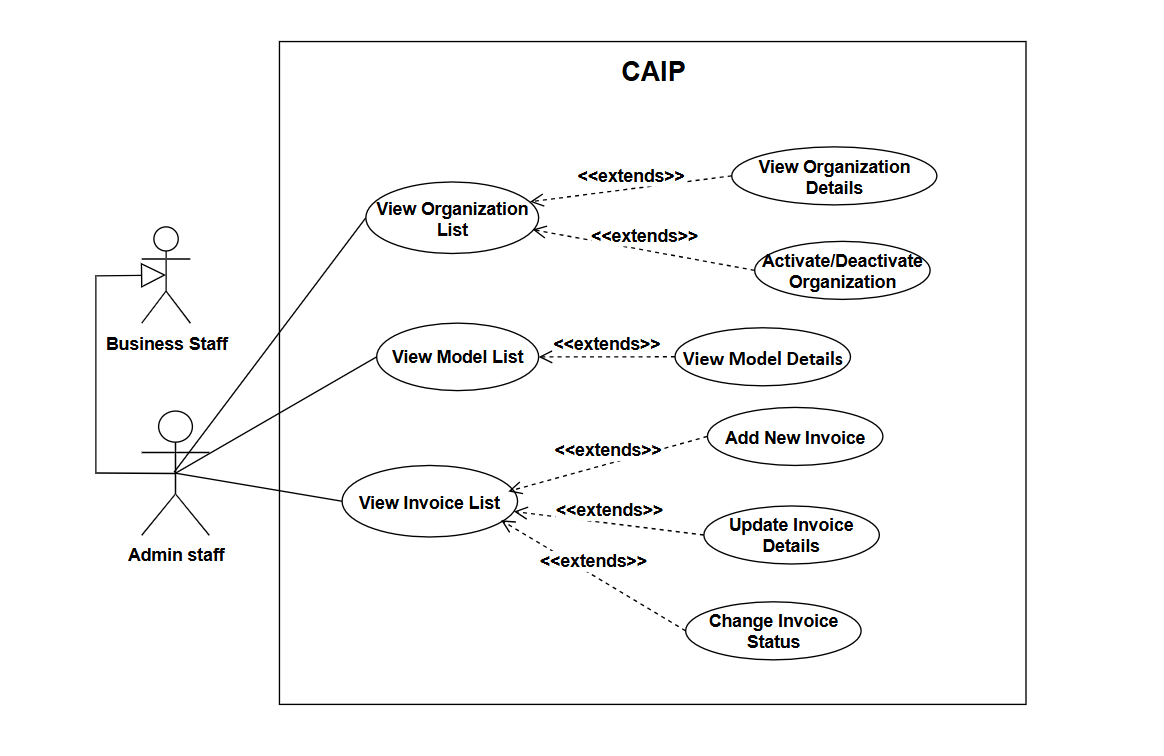 CAIP
<<extends>>
View Organization
Details
View Organization
List
<<extends>>
Activate/Deactivate
Organization
Business Staff
View Model List
<<extends>>
View Model Details
<<extends>>
Add New Invoice
View Invoice List
<<extends>>
Update Invoice
Details
<<extends>>
Change Invoice
Status
Admin staff